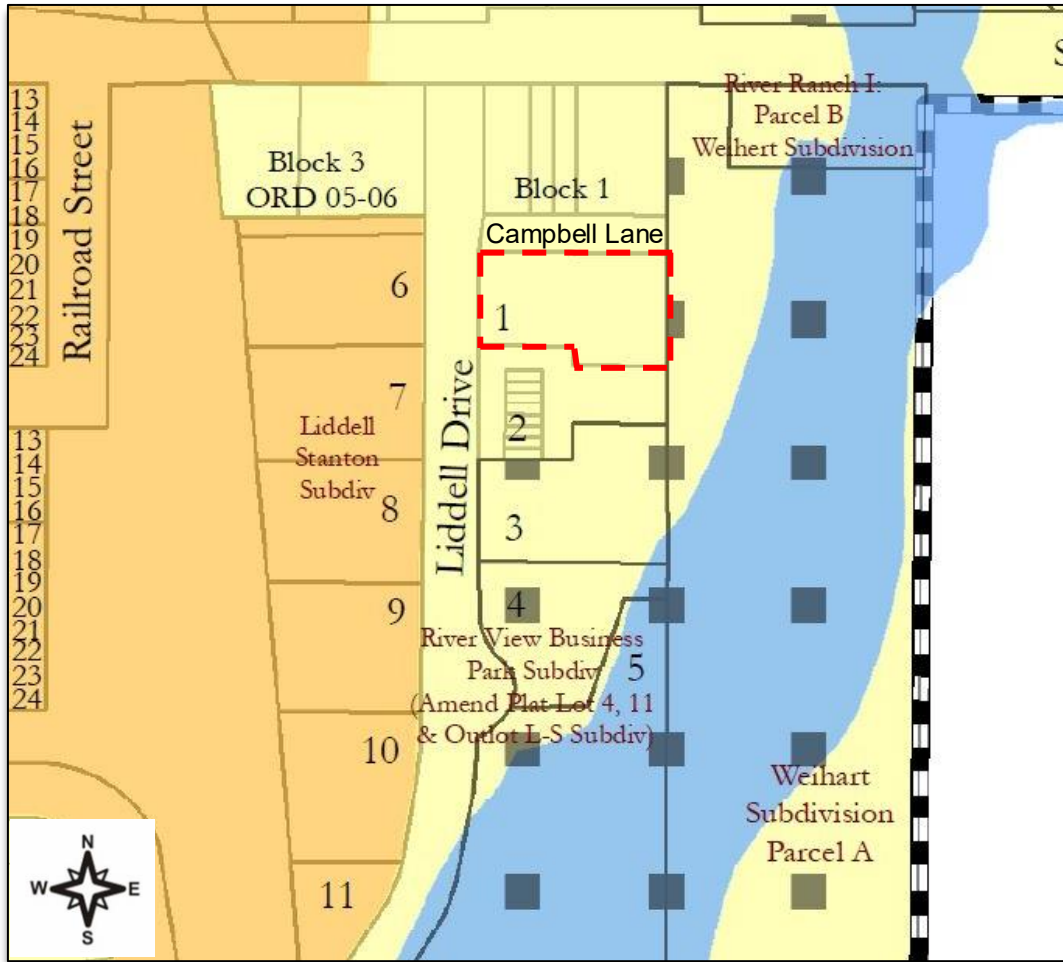 S
River Ranch I:
Parcel B
Weihert Subdivision
13
14
15
16
17
18
19
20
21
22
23
24
Railroad Street
Block 3
ORD 05-06
Block 1
Campbell Lane
6
1
7
2
Liddell
Stanton
Subdiv
Liddell Drive
13
14
15
16
17
18
19
20
21
22
23
24
8
3
9
4
River View Business
Park Subdiv
(Amend Plat Lot 4, 11
& Outlot L-S Subdiv)
5
10
Weihart
Subdivision
Parcel A
11
N
W
E
S